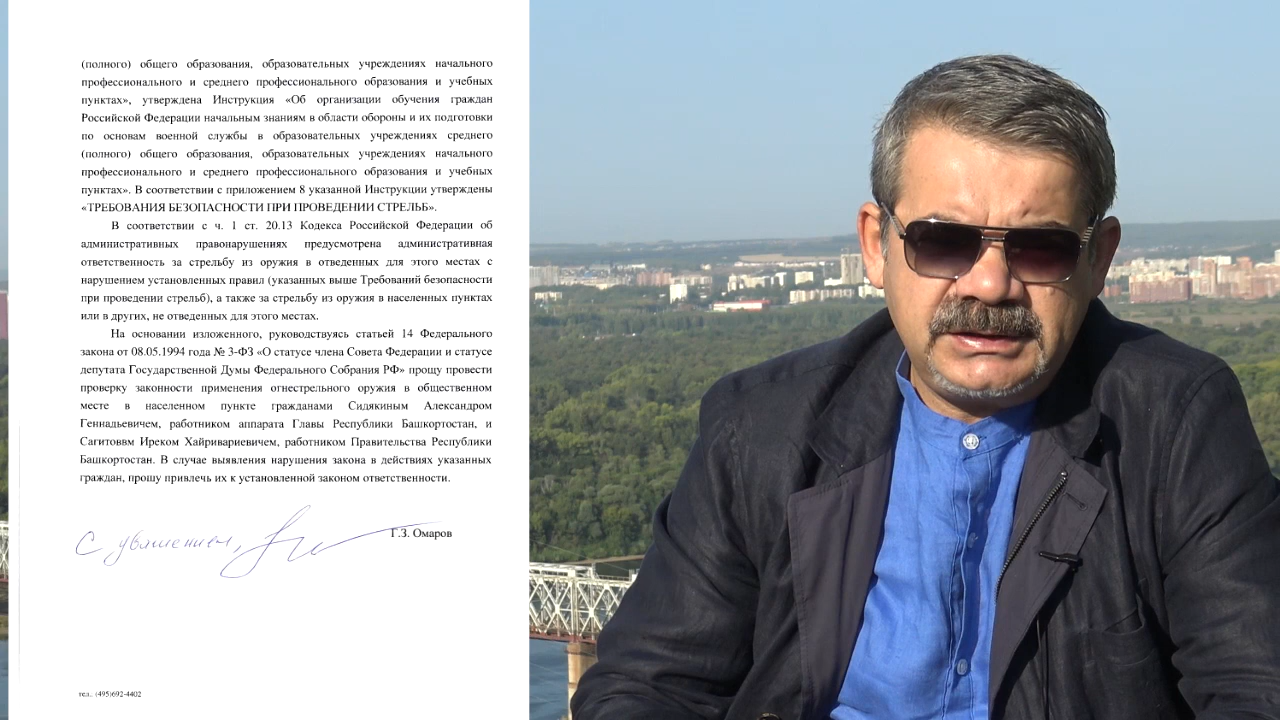 (полного) общего образования, образовательных учреждениях начального
профессионального и среднего профессионального образования и учебных
пунктах», утверждена Инструкция «Об организации обучения граждан
Российской Федерации начальным знаниям в области обороны и их подготовки
по основам военной службы в образовательных учреждениях среднего
(полного) общего образования, образовательных учреждениях начального
профессионального и среднего профессионального образования и учебных
пунктах». В соответствии с приложением 8 указанной Инструкции утверждены
«ТРЕБОВАНИЯ БЕЗОПАСНОСТИ ПРИ ПРОВЕДЕНИИ СТРЕЛЬБ».
В соответствии с ч. 1 ст. 20.13 Кодекса Российской Федерации об
административных правонарушениях предусмотрена административная
ответственность за стрельбу из оружия в отведенных для этого местах с
нарушением установленных правил (указанных выше Требований безопасности
при проведении стрельб), а также за стрельбу из оружия в населенных пунктах
или в других, не отведенных для этого местах.
На основании изложенного, руководствуясь статьей 14 Федерального
закона от 08.05.1994 года № 3-ФЗ «О статусе члена Совета Федерации и статусе
депутата Государственной Думы Федерального Собрания РФ» прошу провести
проверку законности применения огнестрельного оружия в общественном
месте в населенном пункте гражданами Сидякиным Александром
Геннадьевичем, работником аппарата Главы Республики Башкортостан, и
Сагитоввм Иреком Хайривариевичем, работником Правительства Республики
Башкортостан. В случае выявления нарушения закона в действиях указанных
граждан, прошу привлечь их к установленной законом ответственности.
С уважением,
Г.З. Омаров
тел.. (495)692-4402